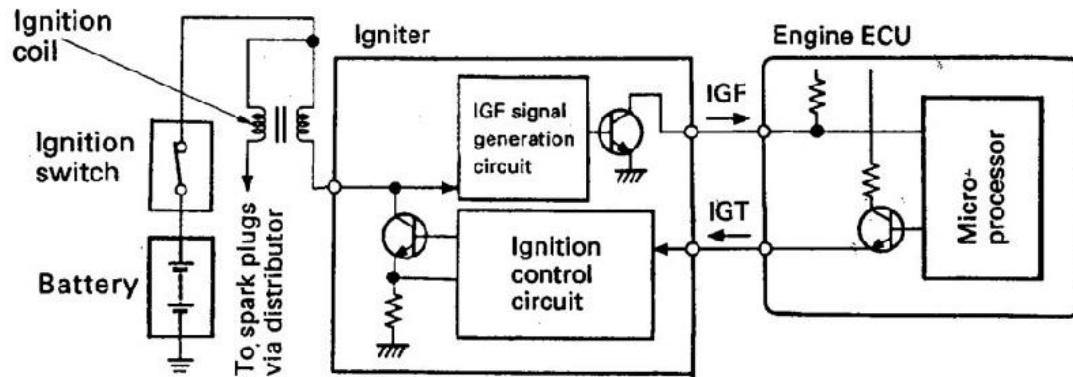 Ignition
coil
Igniter
Engine ECU
IGF signal
generation
circuit
IGF
Ignition
switch
IGT
Micro-
processor
Ignition
control
circuit
Battery
To spark plugs
via distributor